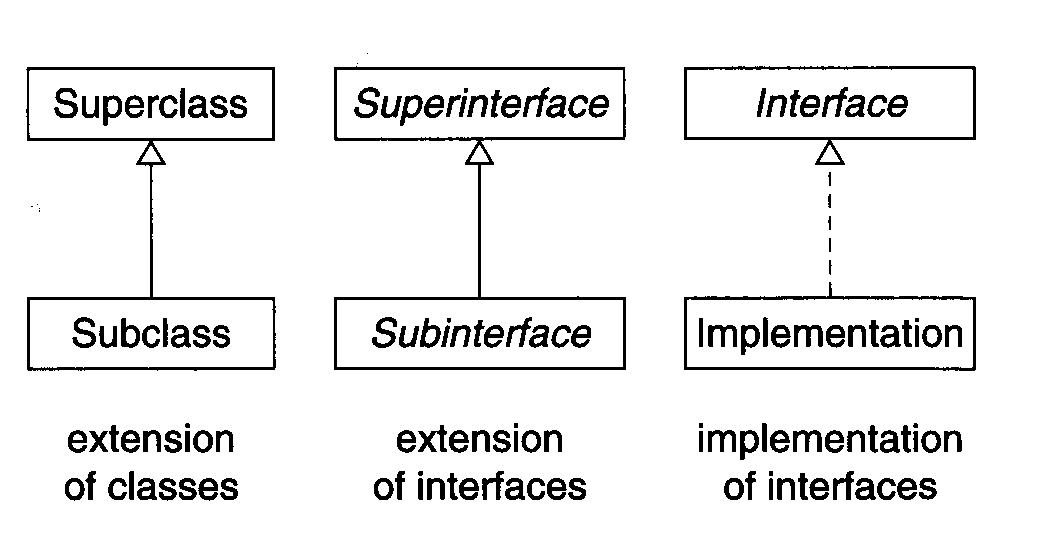 Superclass
Superinterface
Interface
Subclass
Subinterface
Implementation
extension
of classes
extension
of interfaces
implementation
of interfaces